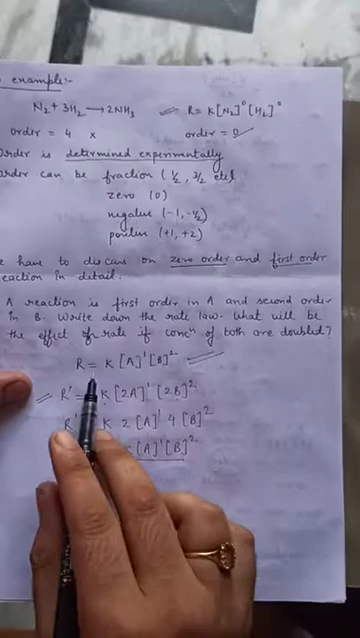 example:-
N₂ + 3H₂ → 2NH₃ R = K[N₂]⁰[H₂]⁰
order = 4 x order = 0 ✓
order is determined experimentally
order can be fraction (1/2, 3/2 etc)
zero (0)
negative (-1, -1/2)
positive (+1, +2)
have to discuss on zero order and first order
reaction in detail.
A reaction is first order in A and second order
in B. Write down the rate law. What will be
the effect of rate if concⁿ of both are doubled?
R = K [A]¹ [B]²
R' = K [2A]¹ [2B]²
R' K 2 [A]¹ 4 [B]²
[A]¹ [B]²